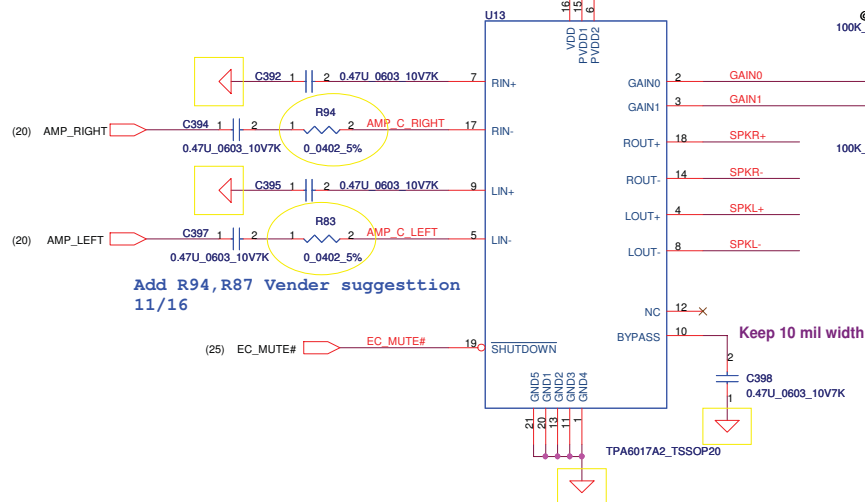 U13
16
15
6
VDD
PVDD1
PVDD2
100K_
C392 1 2 0.47U_0603_10V7K 7 RIN+
GAIN0 2 GAIN0
GAIN1 3 GAIN1
R94
(20) AMP_RIGHT C394 1 2 1 2 AMP_C_RIGHT 17 RIN-
0.47U_0603_10V7K 0_0402_5%
ROUT+ 18 SPKR+
100K_
C395 1 2 0.47U_0603_10V7K 9 LIN+
ROUT- 14 SPKR-
LOUT+ 4 SPKL+
R83
(20) AMP_LEFT C397 1 2 1 2 AMP_C_LEFT 5 LIN-
0.47U_0603_10V7K 0_0402_5%
LOUT- 8 SPKL-
Add R94,R87 Vender suggesttion
11/16
NC 12
BYPASS 10 Keep 10 mil width
(25) EC_MUTE# EC_MUTE# 19 SHUTDOWN
2
C398
1 0.47U_0603_10V7K
GND5
GND1
GND2
GND3
GND4
21
20
13
11
1
TPA6017A2_TSSOP20